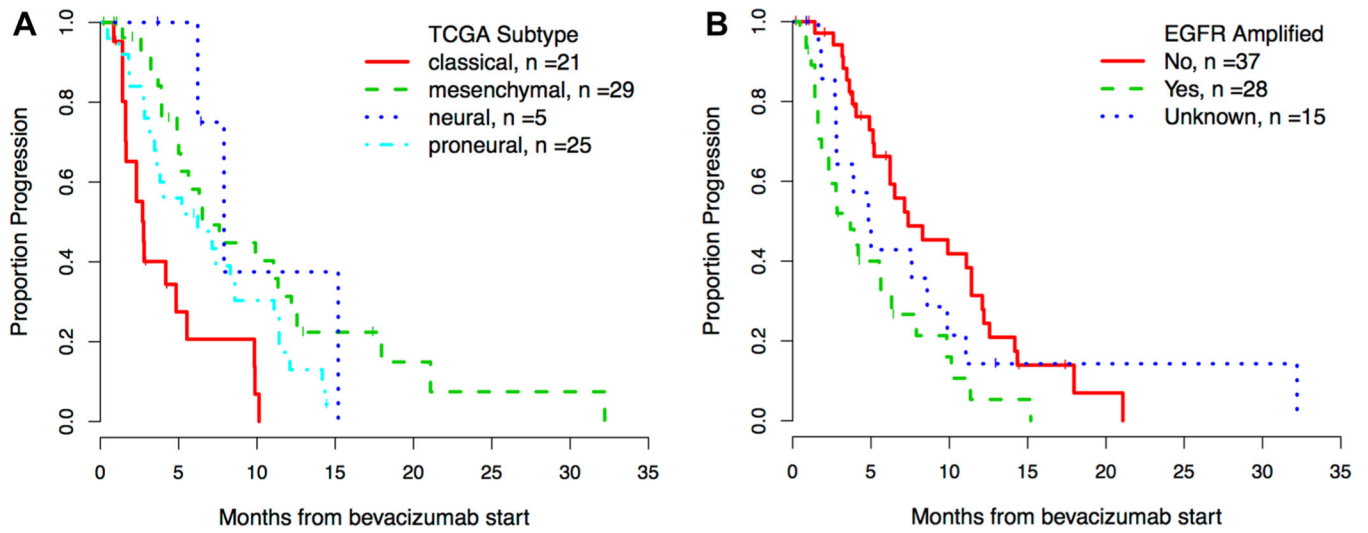 A
TCGA Subtype
classical, n =21
mesenchymal, n =29
neural, n =5
proneural, n =25
Proportion Progression
1.0
0.8
0.6
0.4
0.2
0.0
0 5 10 15 20 25 30 35
Months from bevacizumab start
B
EGFR Amplified
No, n =37
Yes, n =28
Unknown, n =15
Proportion Progression
1.0
0.8
0.6
0.4
0.2
0.0
0 5 10 15 20 25 30 35
Months from bevacizumab start